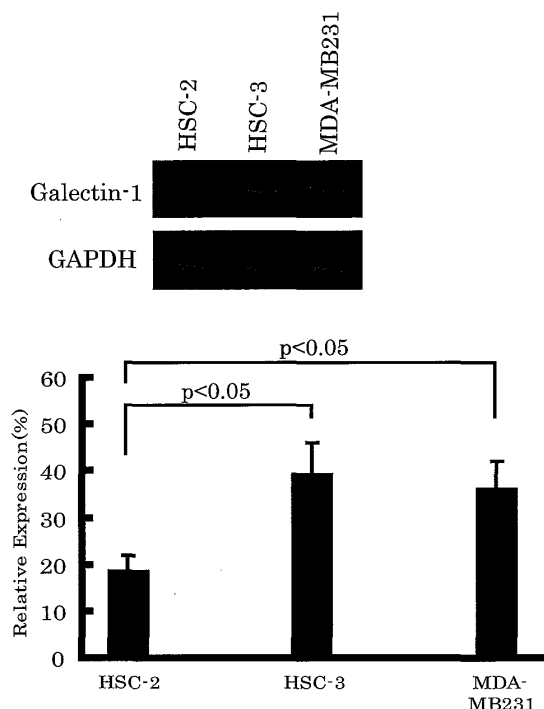 HSC-2
HSC-3
MDA-MB231
Galectin-1
GAPDH
p<0.05
p<0.05
60
50
40
30
20
10
0
Relative Expression(%)
HSC-2
HSC-3
MDA-
MB231